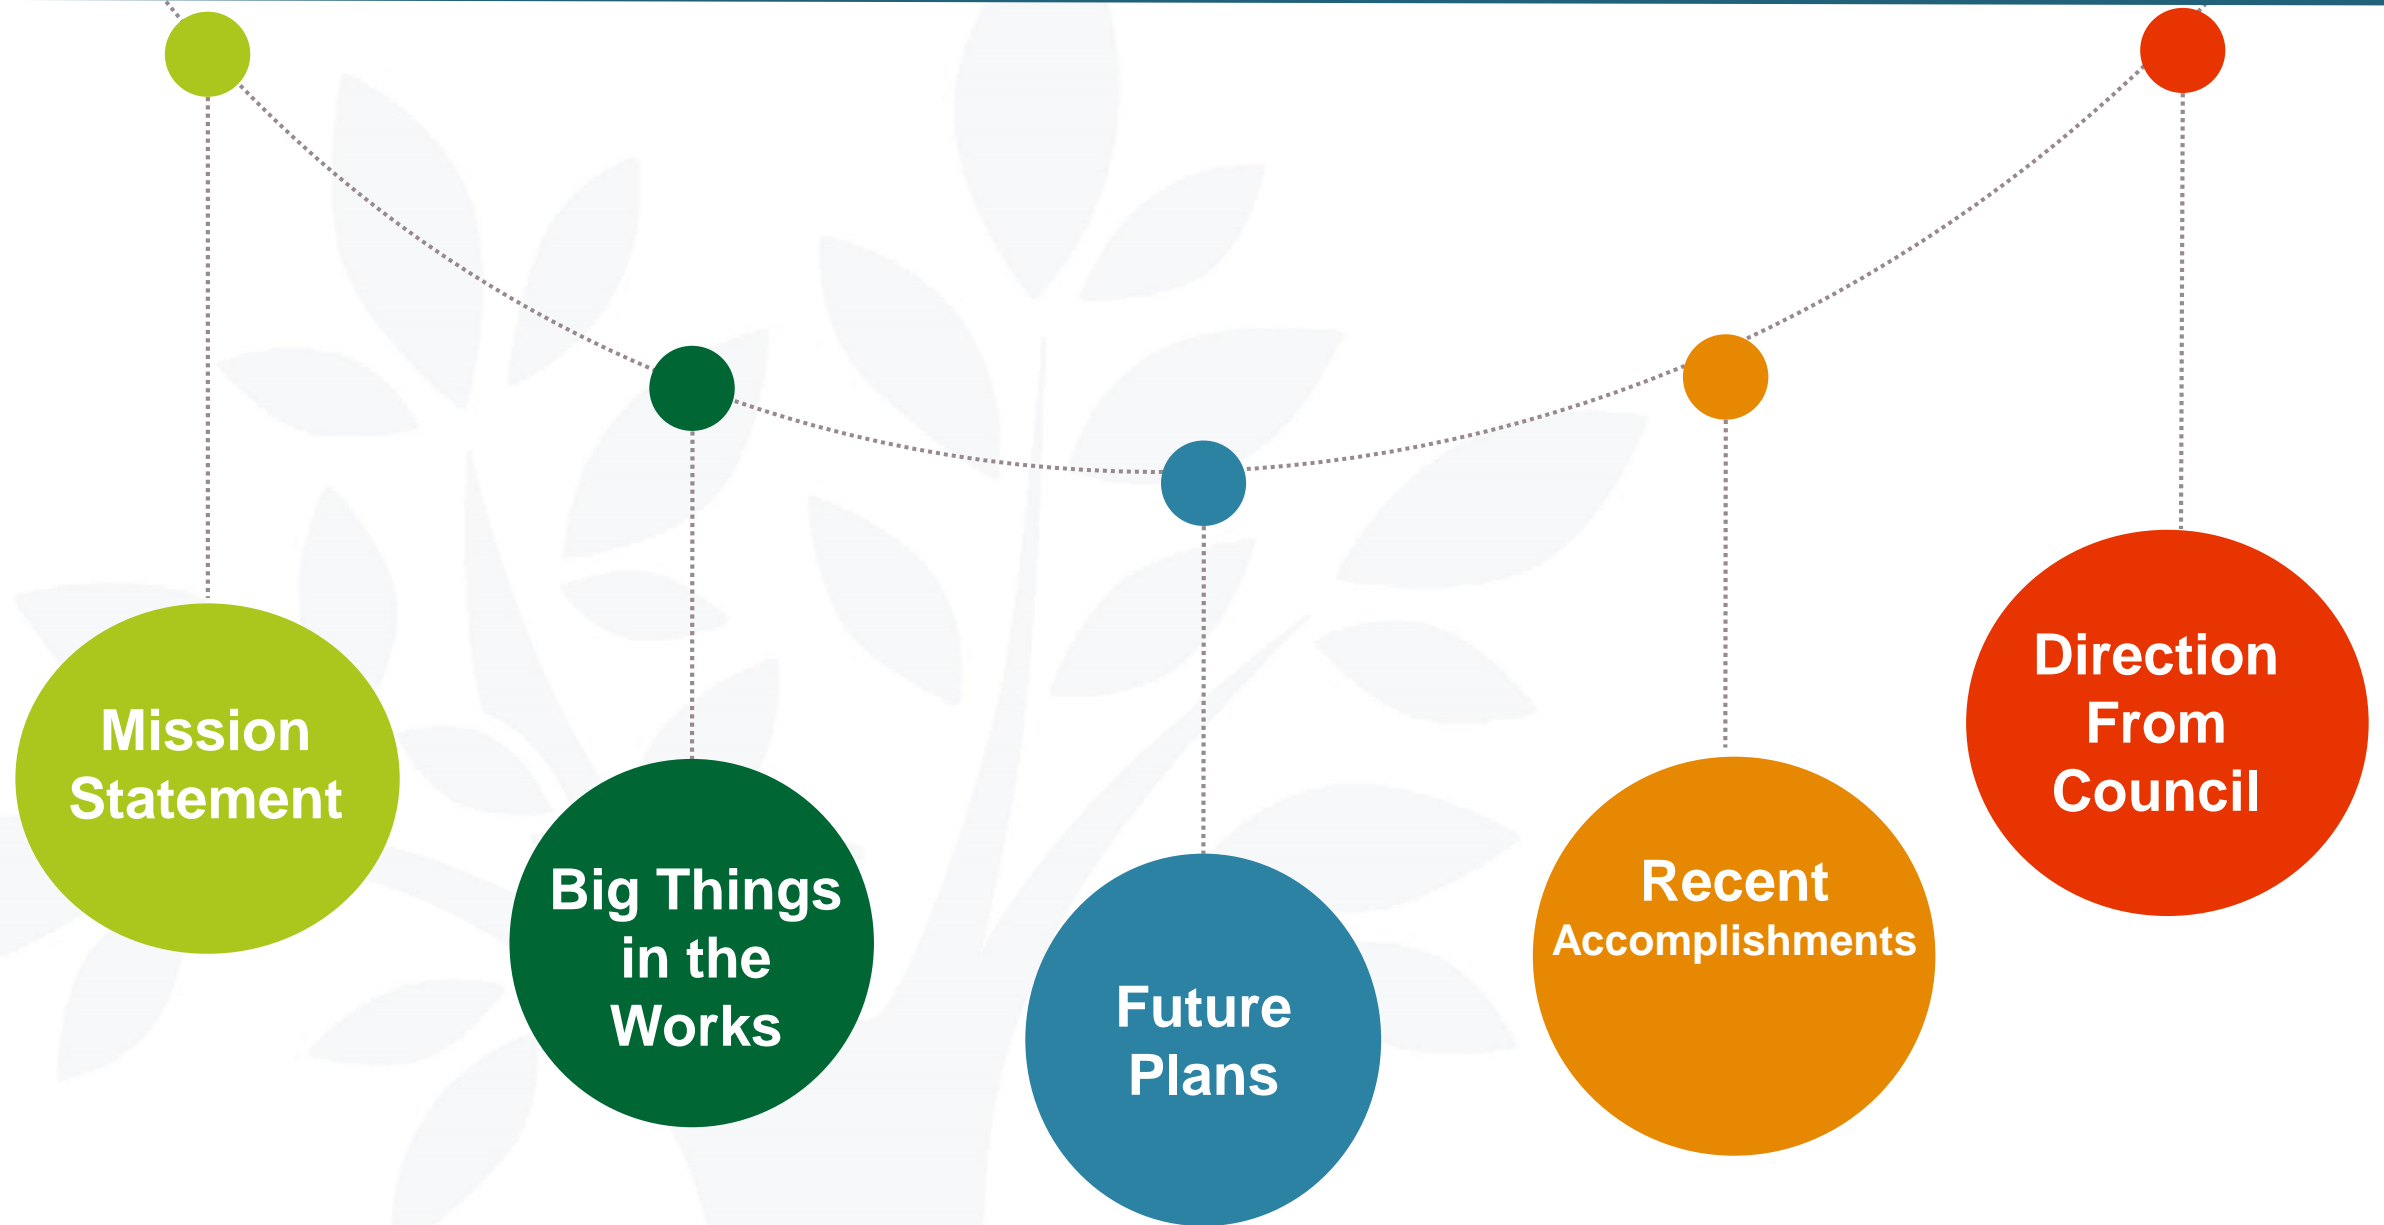 Mission
Statement
Big Things
in the
Works
Future
Plans
Recent
Accomplishments
Direction
From
Council